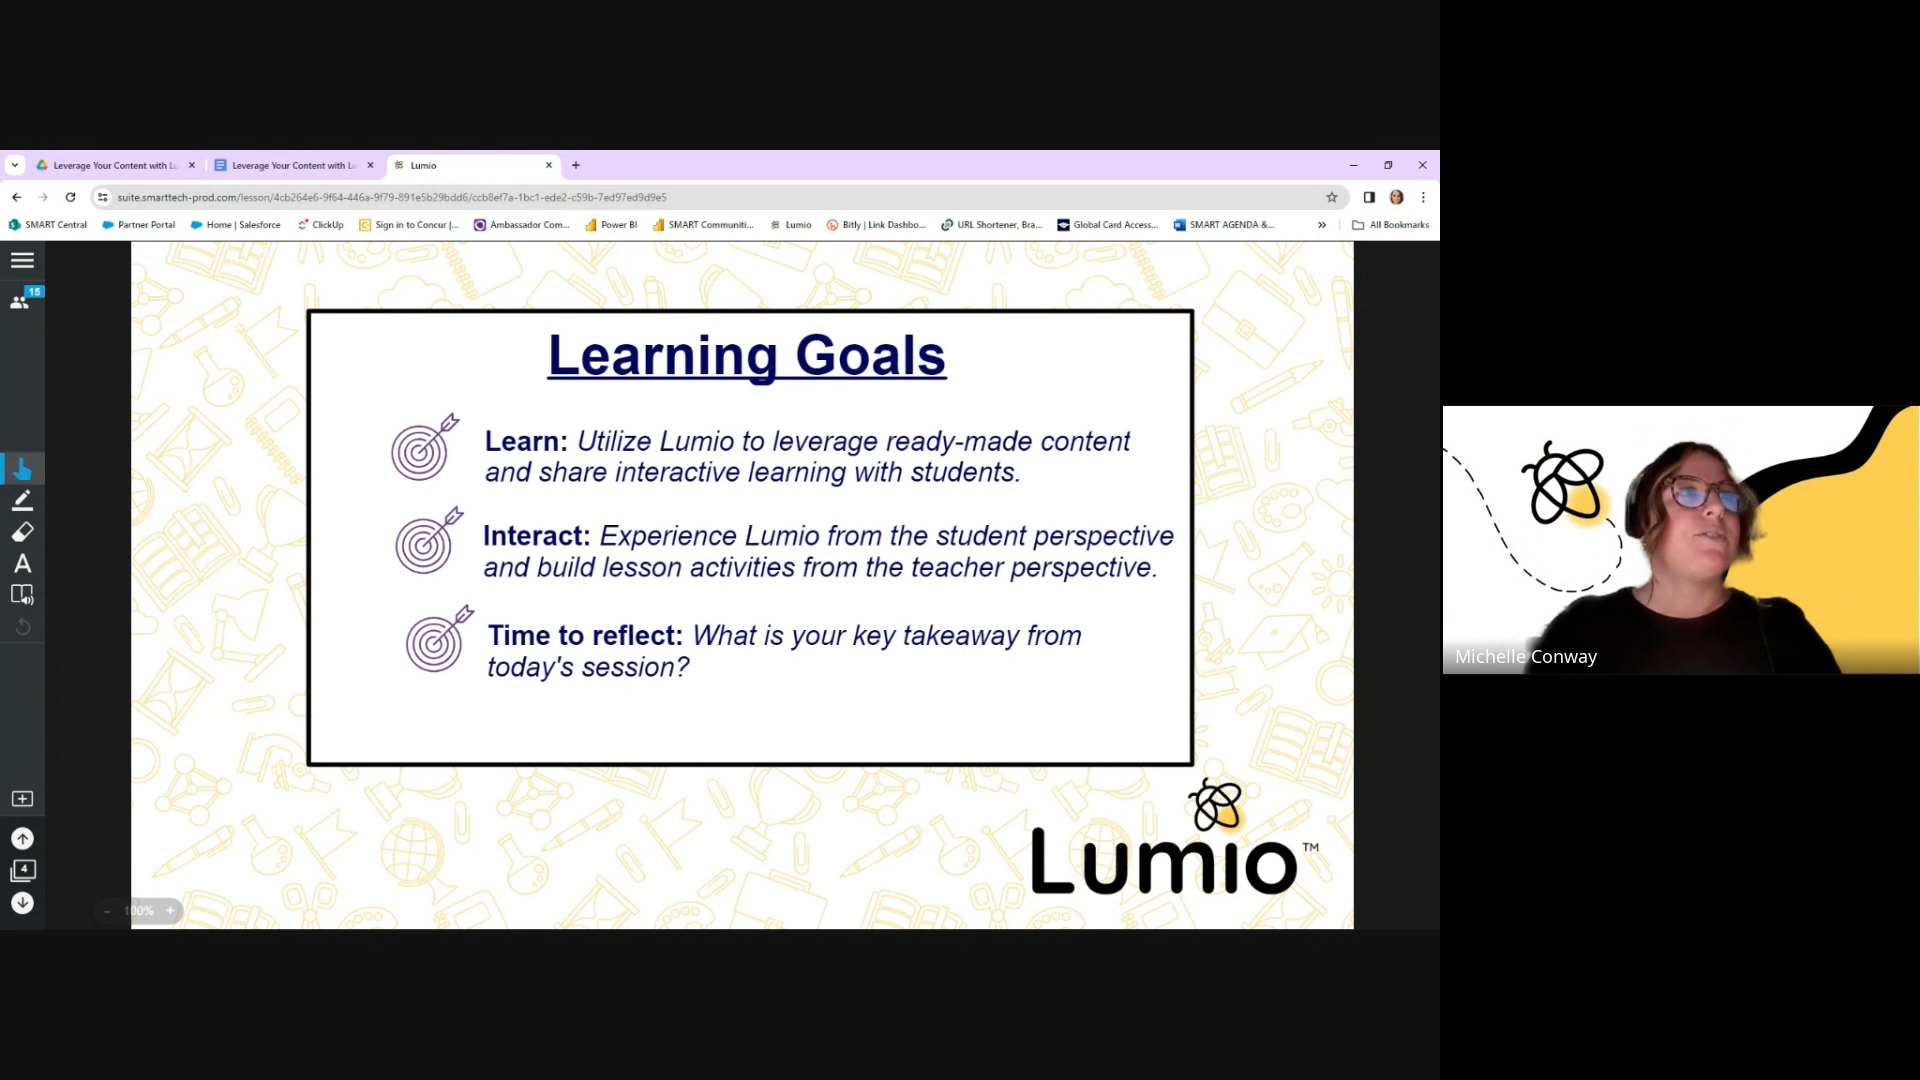 Leverage Your Content with Lu
Leverage Your Content with Lu
Lumio
suite.smarttech-prod.com/lesson/4cb264e6-9f64-446a-9f79-891e5b29bdd6/ccb8ef7a-1bc1-ede2-c59b-7ed97ed9d9e5
SMART Central
Partner Portal
Home | Salesforce
ClickUp
Sign in to Concur |...
Ambassador Com...
Power BI
SMART Communiti...
Lumio
Bitly | Link Dashbo...
URL Shortener, Bra...
Global Card Access...
SMART AGENDA &...
»
All Bookmarks
15
Learning Goals
Learn: Utilize Lumio to leverage ready-made content
and share interactive learning with students.
Interact: Experience Lumio from the student perspective
and build lesson activities from the teacher perspective.
Time to reflect: What is your key takeaway from
today's session?
Michelle Conway
A
4
- 100% +
Lumio™